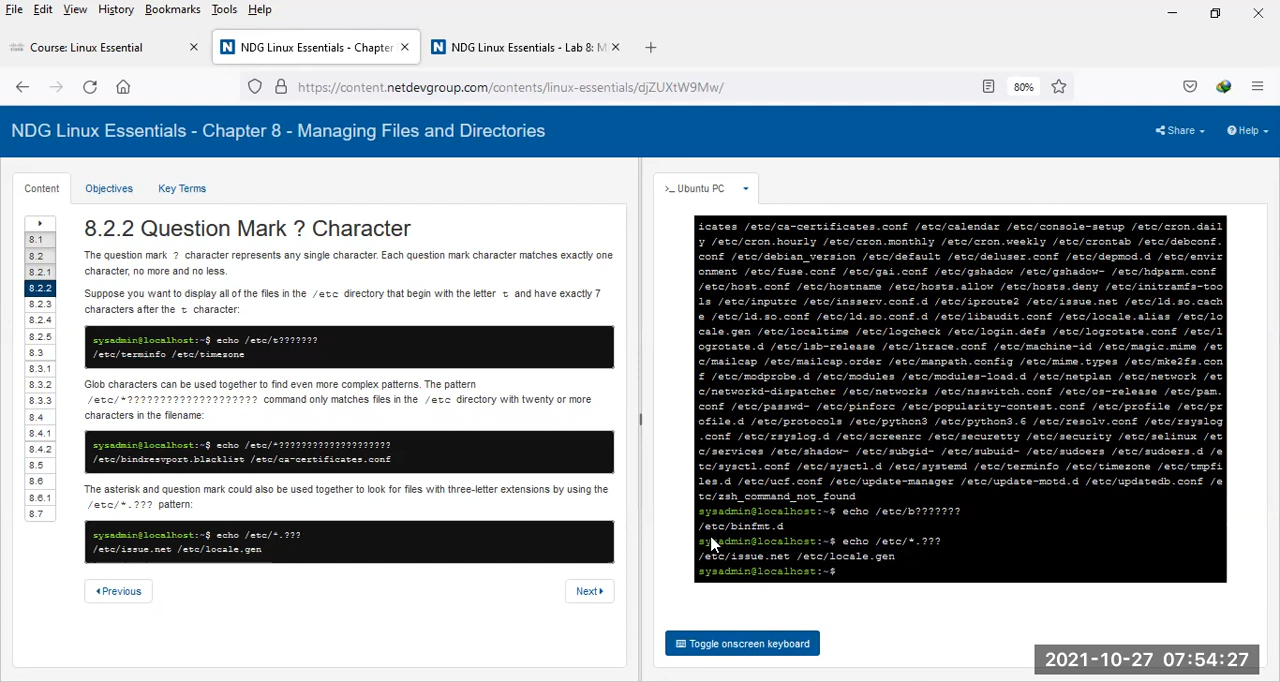 File Edit View History Bookmarks Tools Help
Course: Linux Essential
NDG Linux Essentials - Chapter
NDG Linux Essentials - Lab 8: M
https://content.netdevgroup.com/contents/linux-essentials/djZUXtW9Mw/
80%
NDG Linux Essentials - Chapter 8 - Managing Files and Directories
Share
Help
Content
Objectives
Key Terms
8.1
8.2
8.2.1
8.2.2
8.2.3
8.2.4
8.2.5
8.3
8.3.1
8.3.2
8.3.3
8.4
8.4.1
8.4.2
8.5
8.6
8.6.1
8.7
8.2.2 Question Mark ? Character
The question mark ? character represents any single character. Each question mark character matches exactly one
character, no more and no less.
Suppose you want to display all of the files in the /etc directory that begin with the letter t and have exactly 7
characters after the t character:
sysadmin@localhost:~$ echo /etc/t???????
/etc/terminfo /etc/timezone
Glob characters can be used together to find even more complex patterns. The pattern
/etc/*???????????????????? command only matches files in the /etc directory with twenty or more
characters in the filename:
sysadmin@localhost:~$ echo /etc/*????????????????????
/etc/bindresvport.blacklist /etc/ca-certificates.conf
The asterisk and question mark could also be used together to look for files with three-letter extensions by using the
/etc/*.??? pattern:
sysadmin@localhost:~$ echo /etc/*.???
/etc/issue.net /etc/locale.gen
Previous
Next
>_ Ubuntu PC
icates /etc/ca-certificates.conf /etc/calendar /etc/console-setup /etc/cron.dail
y /etc/cron.hourly /etc/cron.monthly /etc/cron.weekly /etc/crontab /etc/debconf.
conf /etc/debian_version /etc/default /etc/deluser.conf /etc/depmod.d /etc/envir
onment /etc/fuse.conf /etc/gai.conf /etc/gshadow /etc/gshadow- /etc/hdparm.conf
/etc/host.conf /etc/hostname /etc/hosts.allow /etc/hosts.deny /etc/initramfs-too
ls /etc/inputrc /etc/insserv.conf.d /etc/iproute2 /etc/issue.net /etc/ld.so.cach
e /etc/ld.so.conf /etc/ld.so.conf.d /etc/libaudit.conf /etc/locale.alias /etc/lo
cale.gen /etc/localtime /etc/logcheck /etc/login.defs /etc/logrotate.conf /etc/l
ogrotate.d /etc/lsb-release /etc/ltrace.conf /etc/machine-id /etc/magic.mime /et
c/mailcap /etc/mailcap.order /etc/manpath.config /etc/mime.types /etc/mke2fs.con
f /etc/modprobe.d /etc/modules /etc/modules-load.d /etc/netplan /etc/network /et
c/networkd-dispatcher /etc/networks /etc/nsswitch.conf /etc/os-release /etc/pam.
conf /etc/passwd- /etc/pinforc /etc/popularity-contest.conf /etc/profile /etc/pr
ofile.d /etc/protocols /etc/python3 /etc/python3.6 /etc/resolv.conf /etc/rsyslog
.conf /etc/rsyslog.d /etc/screenrc /etc/securetty /etc/security /etc/selinux /et
c/services /etc/shadow- /etc/subgid- /etc/subuid- /etc/sudoers /etc/sudoers.d /e
tc/sysctl.conf /etc/sysctl.d /etc/systemd /etc/terminfo /etc/timezone /etc/tmpfi
les.d /etc/ucf.conf /etc/update-manager /etc/update-motd.d /etc/updatedb.conf /e
tc/zsh_command_not_found
sysadmin@localhost:~$ echo /etc/b???????
/etc/binfmt.d
sysadmin@localhost:~$ echo /etc/*.???
/etc/issue.net /etc/locale.gen
sysadmin@localhost:~$
Toggle onscreen keyboard
2021-10-27 07:54:27